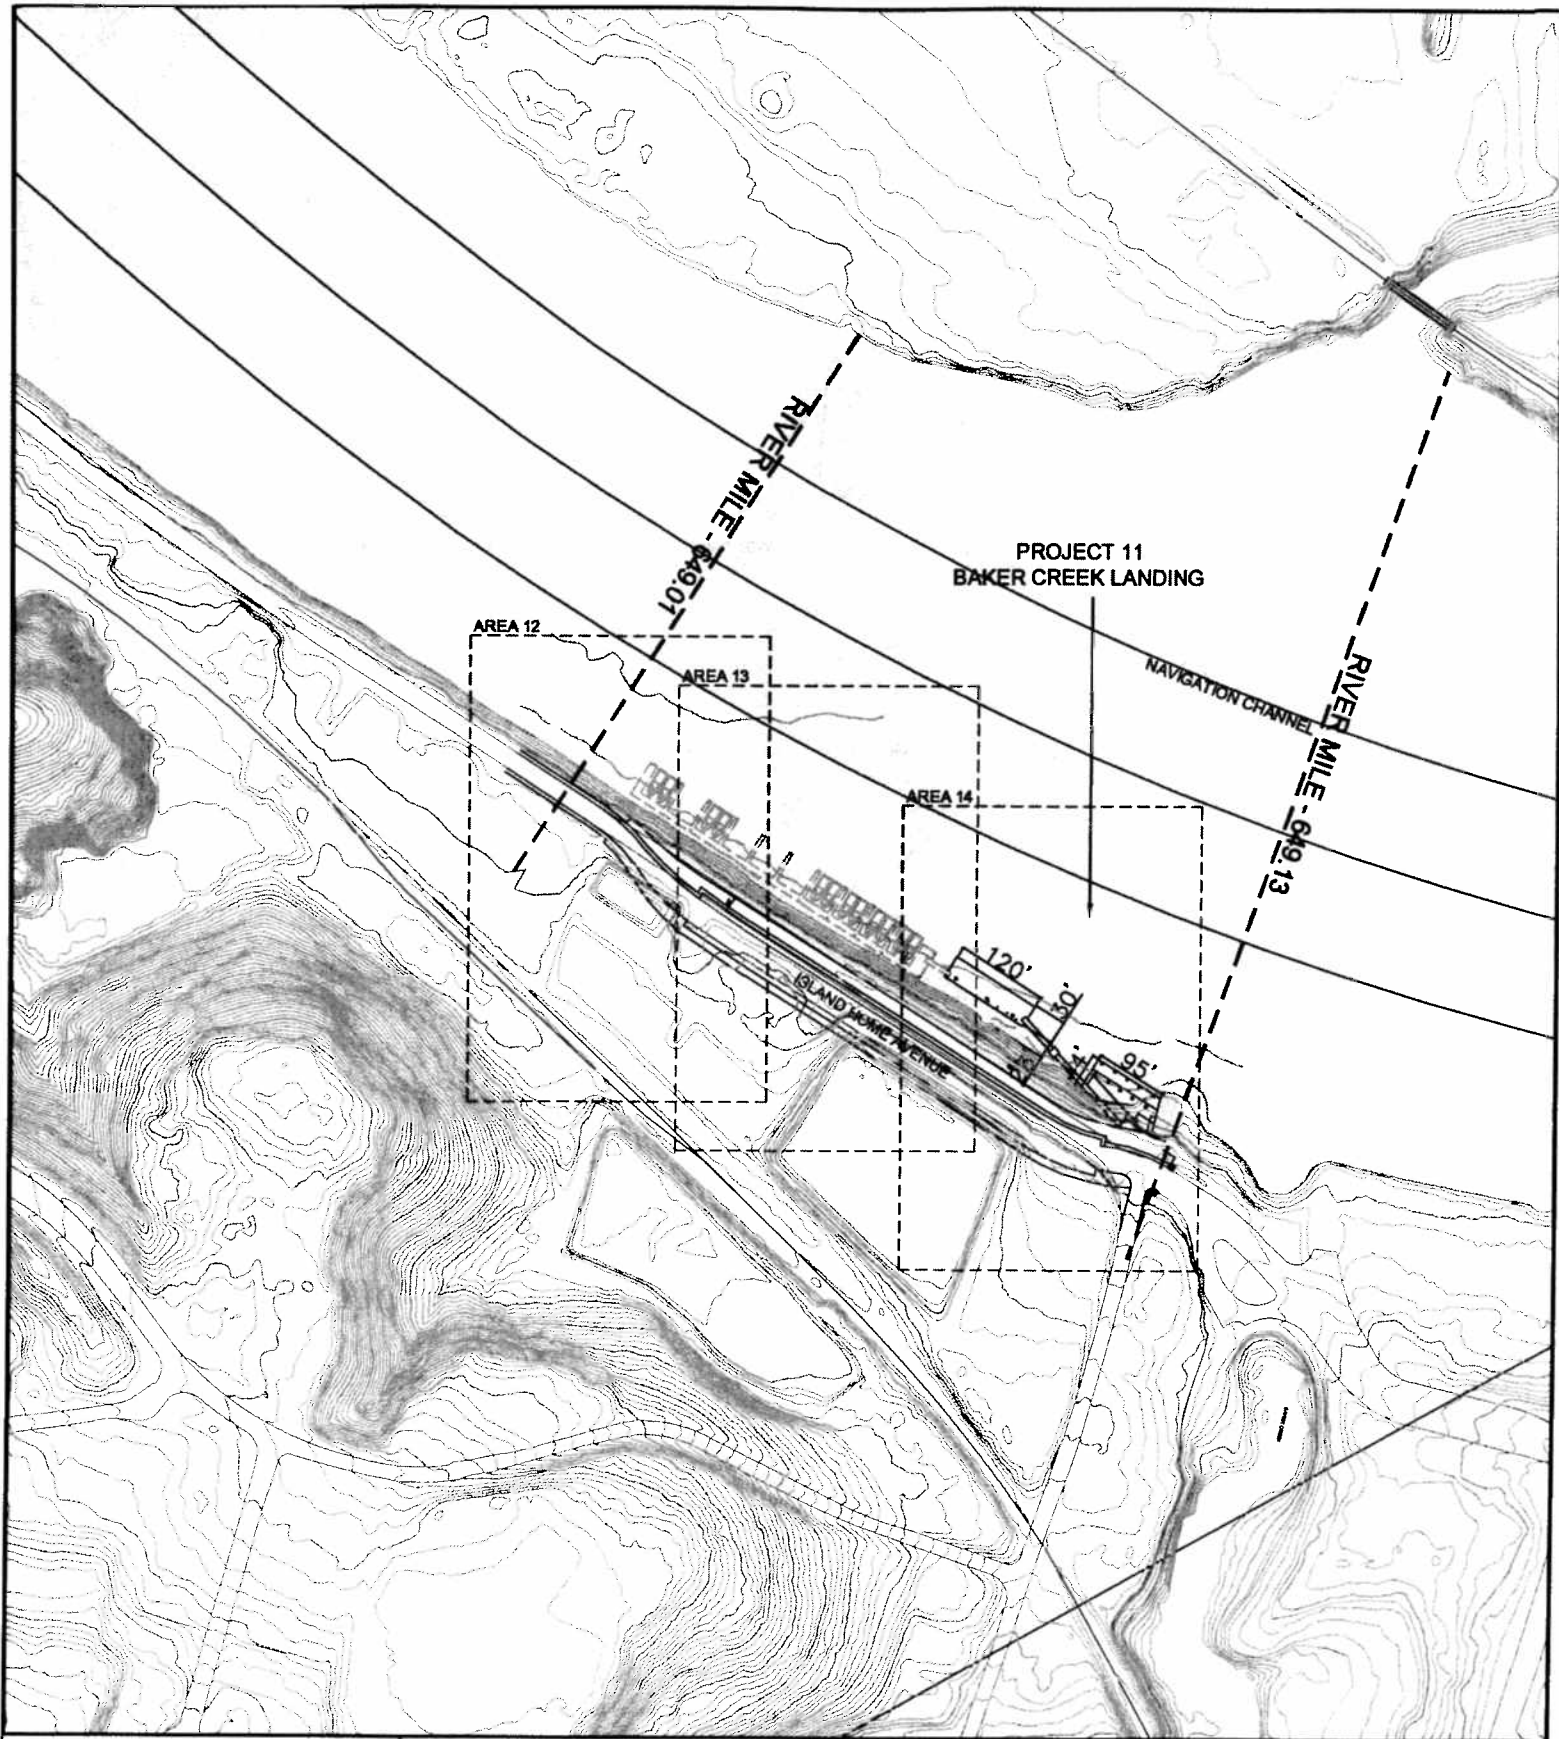 RIVER MILE - 649.01
PROJECT 11
BAKER CREEK LANDING
AREA 12
AREA 13
NAVIGATION CHANNEL
RIVER MILE - 649.13
AREA 14
120'
30'
ISLAND HOME AVENUE
95'